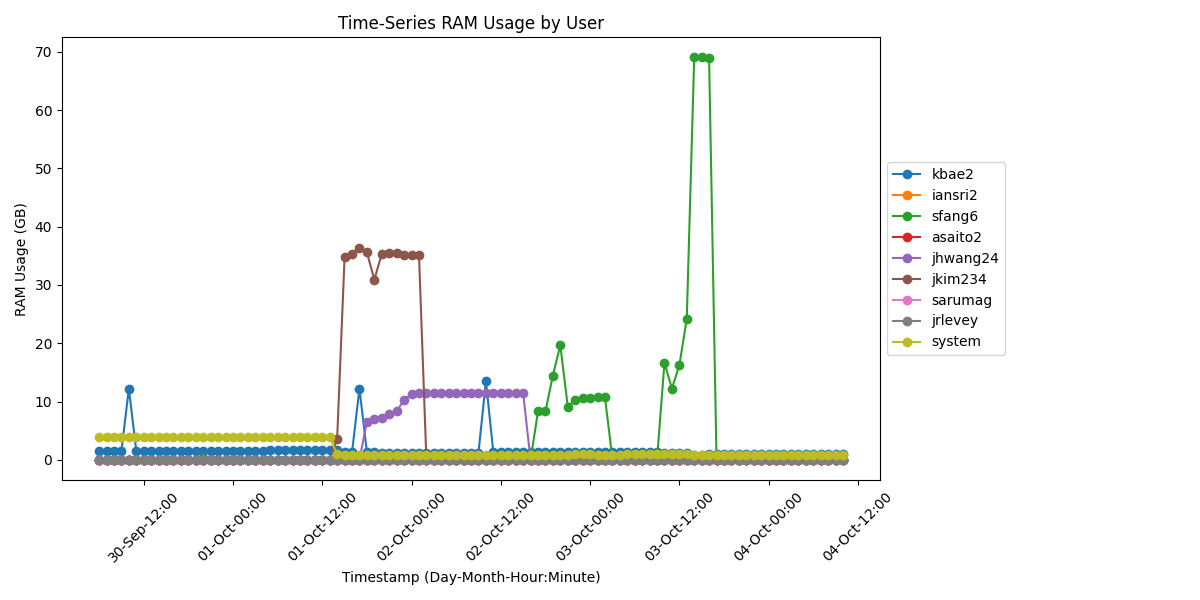 Time-Series RAM Usage by User
RAM Usage (GB)
70
60
50
40
30
20
10
0
30-Sep-12:00
01-Oct-00:00
01-Oct-12:00
02-Oct-00:00
02-Oct-12:00
03-Oct-00:00
03-Oct-12:00
04-Oct-00:00
04-Oct-12:00
Timestamp (Day-Month-Hour:Minute)
kbae2
iansri2
sfang6
asaito2
jhwang24
jkim234
sarumag
jrlevey
system